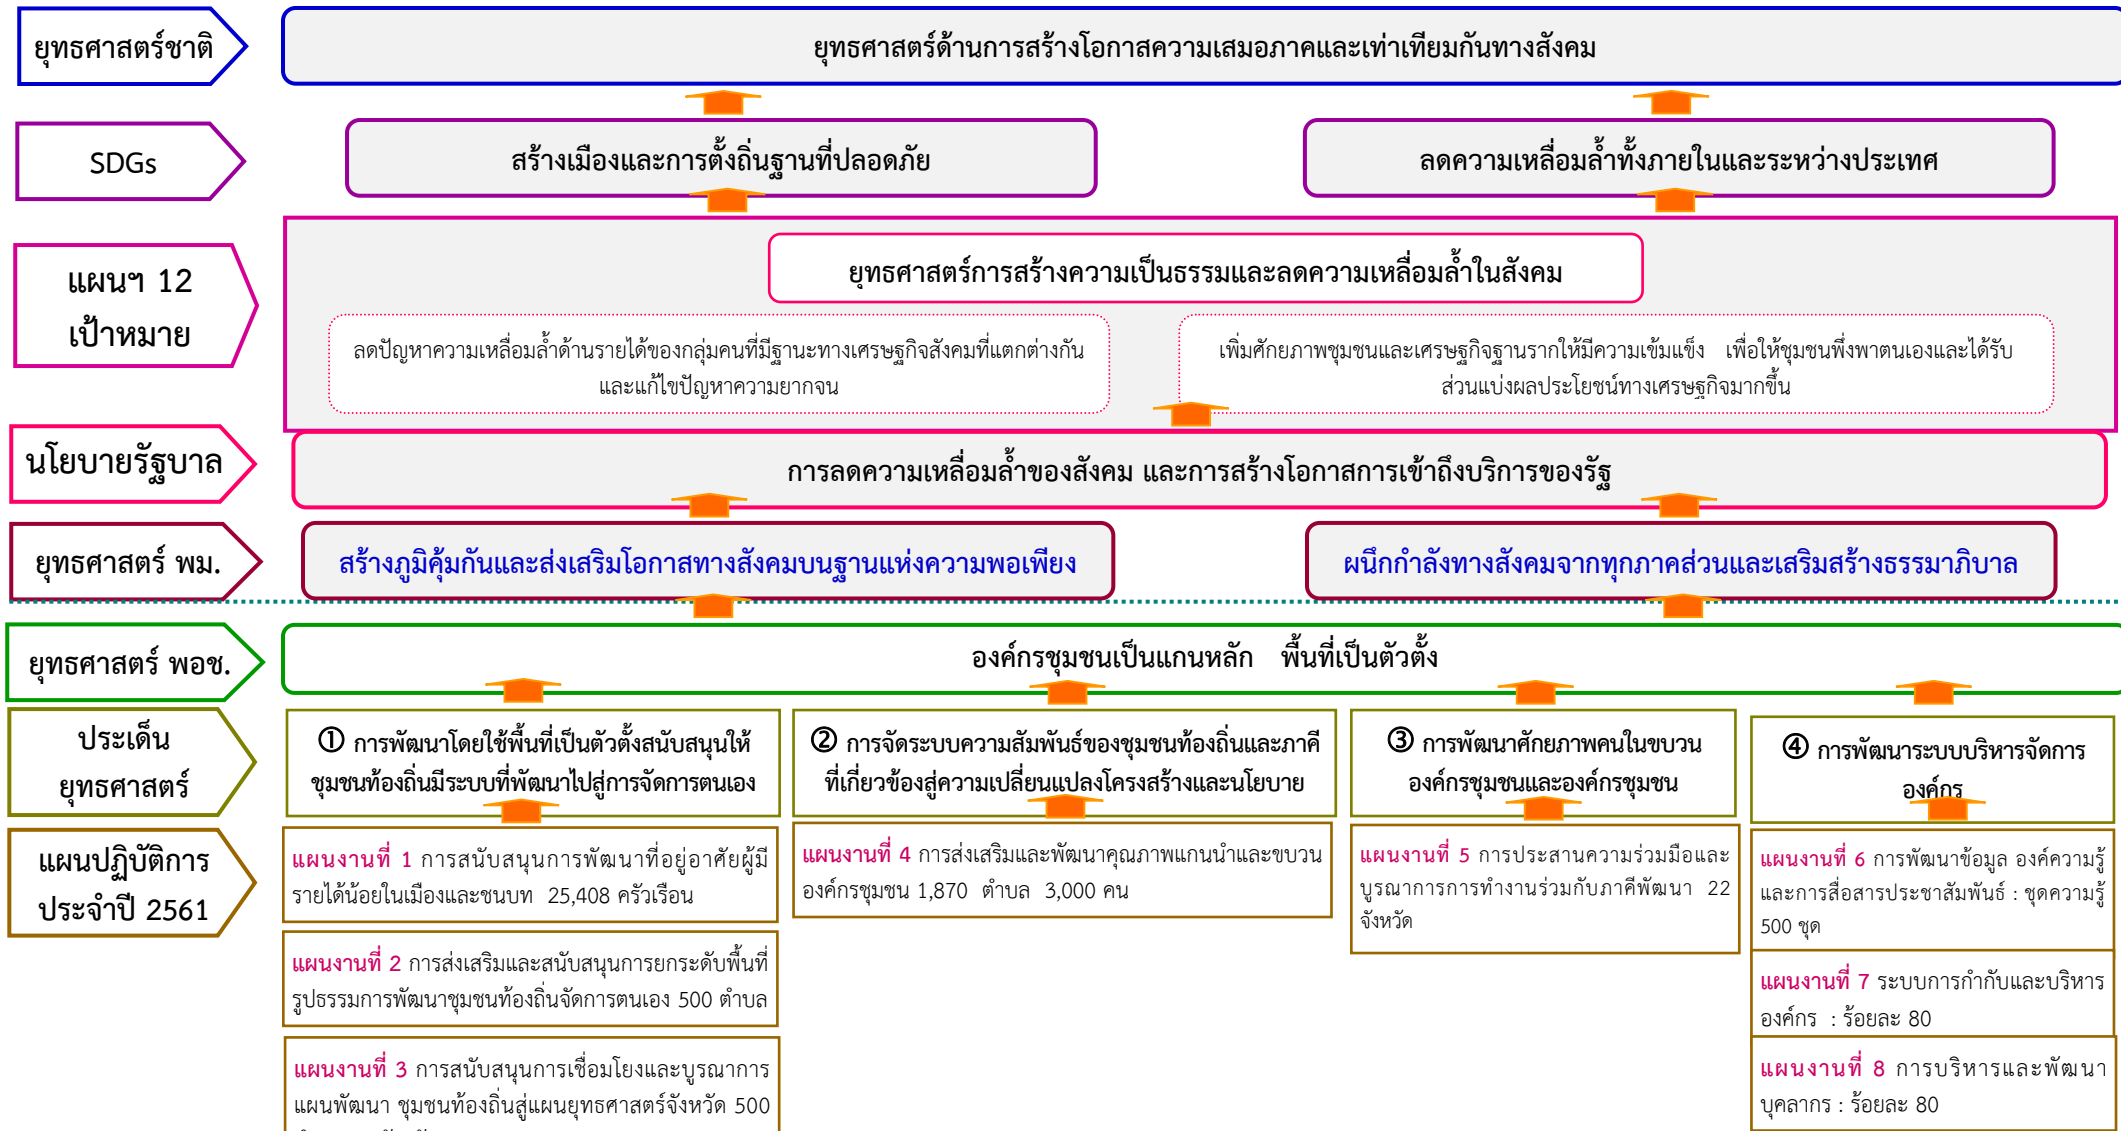 ยุทธศาสตร์ชาติ
ยุทธศาสตร์ด้านการสร้างโอกาสความเสมอภาคและเท่าเทียมกันทางสังคม
SDGs
สร้างเมืองและการตั้งถิ่นฐานที่ปลอดภัย
ลดความเหลื่อมล้ำทั้งภายในและระหว่างประเทศ
แผนฯ 12
เป้าหมาย
ยุทธศาสตร์การสร้างความเป็นธรรมและลดความเหลื่อมล้ำในสังคม
ลดปัญหาความเหลื่อมล้ำด้านรายได้ของกลุ่มคนที่มีฐานะทางเศรษฐกิจสังคมที่แตกต่างกัน
และแก้ไขปัญหาความยากจน
เพิ่มศักยภาพชุมชนและเศรษฐกิจฐานรากให้มีความเข้มแข็ง เพื่อให้ชุมชนพึ่งพาตนเองและได้รับ
ส่วนแบ่งผลประโยชน์ทางเศรษฐกิจมากขึ้น
นโยบายรัฐบาล
การลดความเหลื่อมล้ำของสังคม และการสร้างโอกาสการเข้าถึงบริการของรัฐ
ยุทธศาสตร์ พม.
สร้างภูมิคุ้มกันและส่งเสริมโอกาสทางสังคมบนฐานแห่งความพอเพียง
ผนึกกำลังทางสังคมจากทุกภาคส่วนและเสริมสร้างธรรมาภิบาล
ยุทธศาสตร์ พอช.
องค์กรชุมชนเป็นแกนหลัก พื้นที่เป็นตัวตั้ง
ประเด็น
ยุทธศาสตร์
① การพัฒนาโดยใช้พื้นที่เป็นตัวตั้งสนับสนุนให้
ชุมชนท้องถิ่นมีระบบที่พัฒนาไปสู่การจัดการตนเอง
② การจัดระบบความสัมพันธ์ของชุมชนท้องถิ่นและภาคี
ที่เกี่ยวข้องสู่ความเปลี่ยนแปลงโครงสร้างและนโยบาย
③ การพัฒนาศักยภาพคนในขบวน
องค์กรชุมชนและองค์กรชุมชน
④ การพัฒนาระบบบริหารจัดการ
องค์กร
แผนปฏิบัติการ
ประจำปี 2561
แผนงานที่ 1 การสนับสนุนการพัฒนาที่อยู่อาศัยผู้มี
รายได้น้อยในเมืองและชนบท 25,408 ครัวเรือน
แผนงานที่ 2 การส่งเสริมและสนับสนุนการยกระดับพื้นที่
รูปธรรมการพัฒนาชุมชนท้องถิ่นจัดการตนเอง 500 ตำบล
แผนงานที่ 3 การสนับสนุนการเชื่อมโยงและบูรณาการ
แผนพัฒนา ชุมชนท้องถิ่นสู่แผนยุทธศาสตร์จังหวัด 500
แผนงานที่ 4 การส่งเสริมและพัฒนาคุณภาพแกนนำและขบวน
องค์กรชุมชน 1,870 ตำบล 3,000 คน
แผนงานที่ 5 การประสานความร่วมมือและ
บูรณาการการทำงานร่วมกับภาคีพัฒนา 22
จังหวัด
แผนงานที่ 6 การพัฒนาข้อมูล องค์ความรู้
และการสื่อสารประชาสัมพันธ์ : ชุดความรู้
500 ชุด
แผนงานที่ 7 ระบบการกำกับและบริหาร
องค์กร : ร้อยละ 80
แผนงานที่ 8 การบริหารและพัฒนา
บุคลากร : ร้อยละ 80